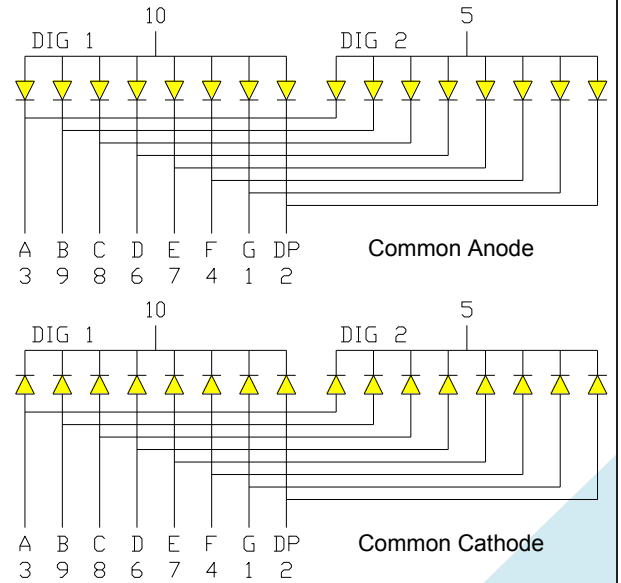 10 5
DIG 1 DIG 2
A B C D E F G DP Common Anode
3 9 8 6 7 4 1 2
10 5
DIG 1 DIG 2
A B C D E F G DP Common Cathode
3 9 8 6 7 4 1 2